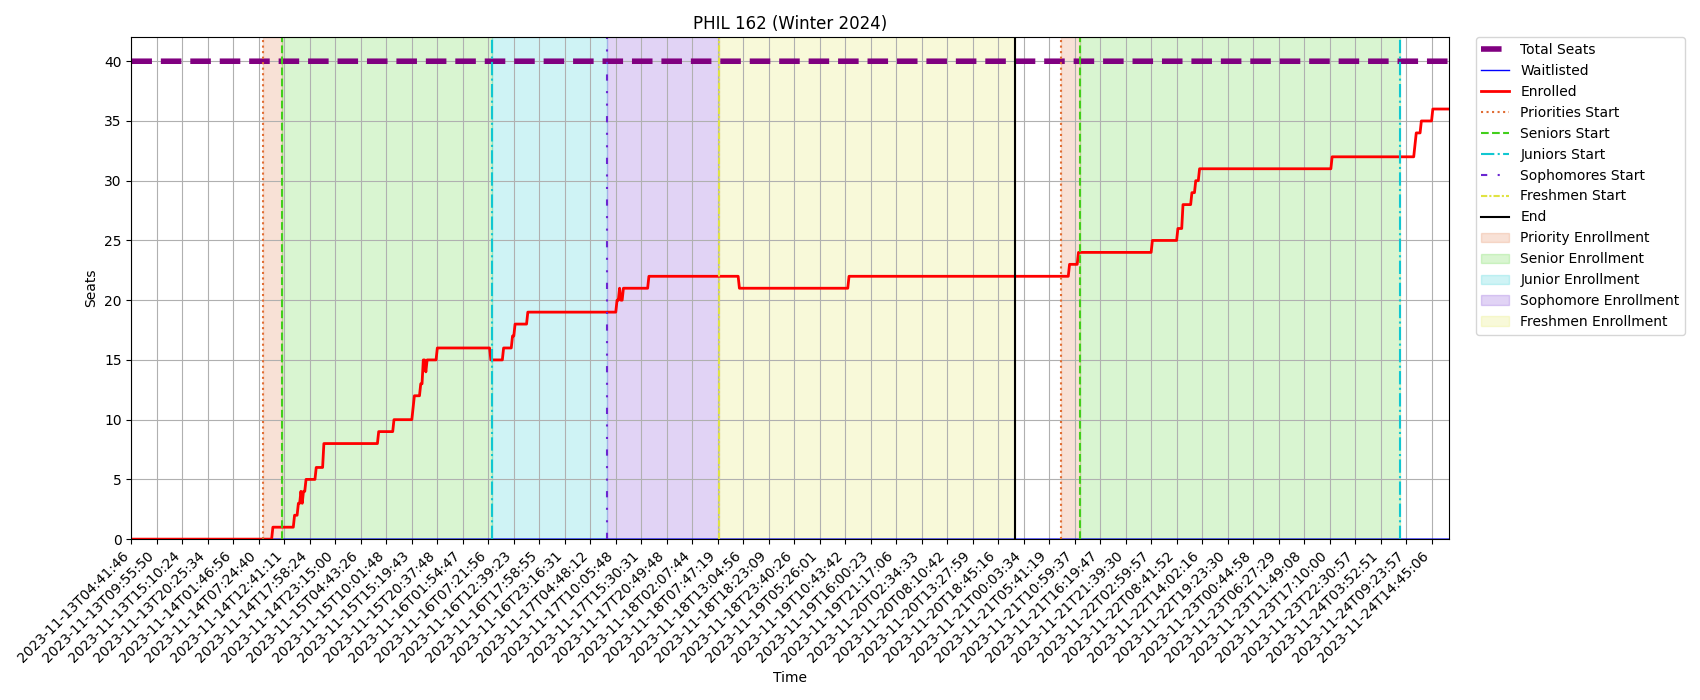 PHIL 162 (Winter 2024)
Seats
40
35
30
25
20
15
10
5
0
2023-11-13T04:41:46
2023-11-13T09:55:50
2023-11-13T15:10:24
2023-11-13T20:25:34
2023-11-14T01:46:56
2023-11-14T07:24:40
2023-11-14T12:41:11
2023-11-14T17:58:24
2023-11-14T23:15:00
2023-11-15T04:43:26
2023-11-15T10:01:48
2023-11-15T15:19:43
2023-11-15T20:37:48
2023-11-16T01:54:47
2023-11-16T07:21:56
2023-11-16T12:39:23
2023-11-16T17:58:55
2023-11-16T23:16:31
2023-11-17T04:48:12
2023-11-17T10:05:48
2023-11-17T15:30:31
2023-11-17T20:49:48
2023-11-18T02:07:44
2023-11-18T07:47:19
2023-11-18T13:04:56
2023-11-18T18:23:09
2023-11-18T23:40:26
2023-11-19T05:26:01
2023-11-19T10:43:42
2023-11-19T16:00:23
2023-11-19T21:17:06
2023-11-20T02:34:33
2023-11-20T08:10:42
2023-11-20T13:27:59
2023-11-20T18:45:16
2023-11-21T00:03:34
2023-11-21T05:41:19
2023-11-21T10:59:37
2023-11-21T16:19:47
2023-11-21T21:39:30
2023-11-22T02:59:57
2023-11-22T08:41:52
2023-11-22T14:02:16
2023-11-22T19:23:30
2023-11-23T00:44:58
2023-11-23T06:27:29
2023-11-23T11:49:08
2023-11-23T17:10:00
2023-11-23T22:30:57
2023-11-24T03:52:51
2023-11-24T09:23:57
2023-11-24T14:45:06
Time
Total Seats
Waitlisted
Enrolled
Priorities Start
Seniors Start
Juniors Start
Sophomores Start
Freshmen Start
End
Priority Enrollment
Senior Enrollment
Junior Enrollment
Sophomore Enrollment
Freshmen Enrollment